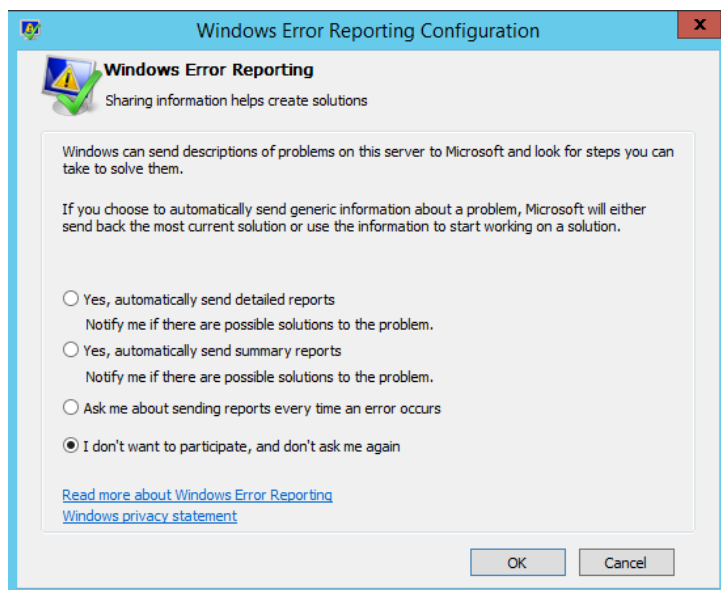 Windows Error Reporting Configuration
x
Windows Error Reporting
Sharing information helps create solutions
Windows can send descriptions of problems on this server to Microsoft and look for steps you can
take to solve them.
If you choose to automatically send generic information about a problem, Microsoft will either
send back the most current solution or use the information to start working on a solution.
Yes, automatically send detailed reports
Notify me if there are possible solutions to the problem.
Yes, automatically send summary reports
Notify me if there are possible solutions to the problem.
Ask me about sending reports every time an error occurs
I don't want to participate, and don't ask me again
Read more about Windows Error Reporting
Windows privacy statement
OK Cancel